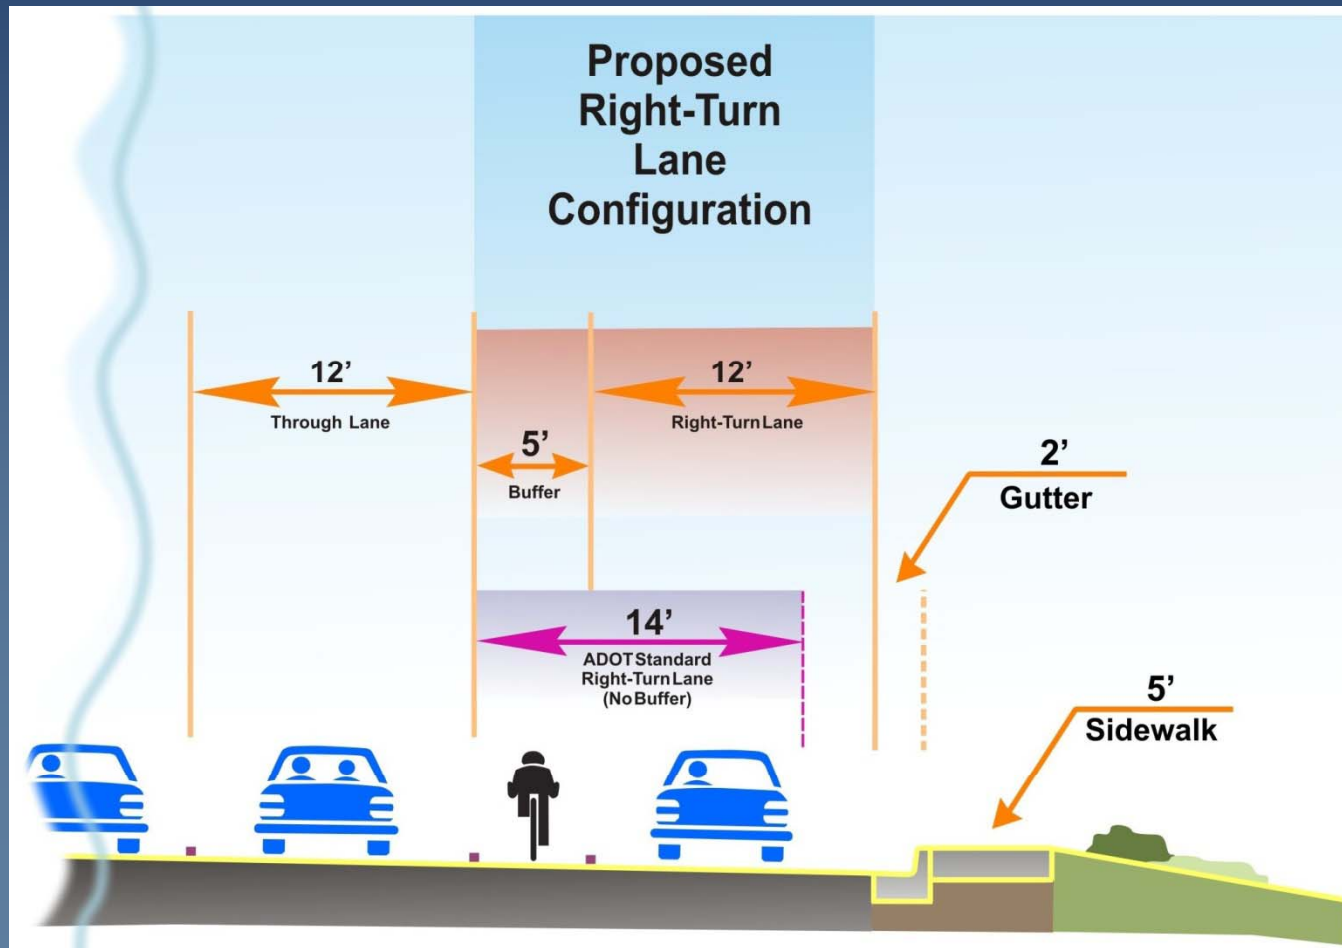 Proposed
Right-Turn
Lane
Configuration
12’
Through Lane
12’
Right-Turn Lane
5’
Buffer
2’
Gutter
14’
ADOT Standard
Right-Turn Lane
(No Buffer)
5’
Sidewalk